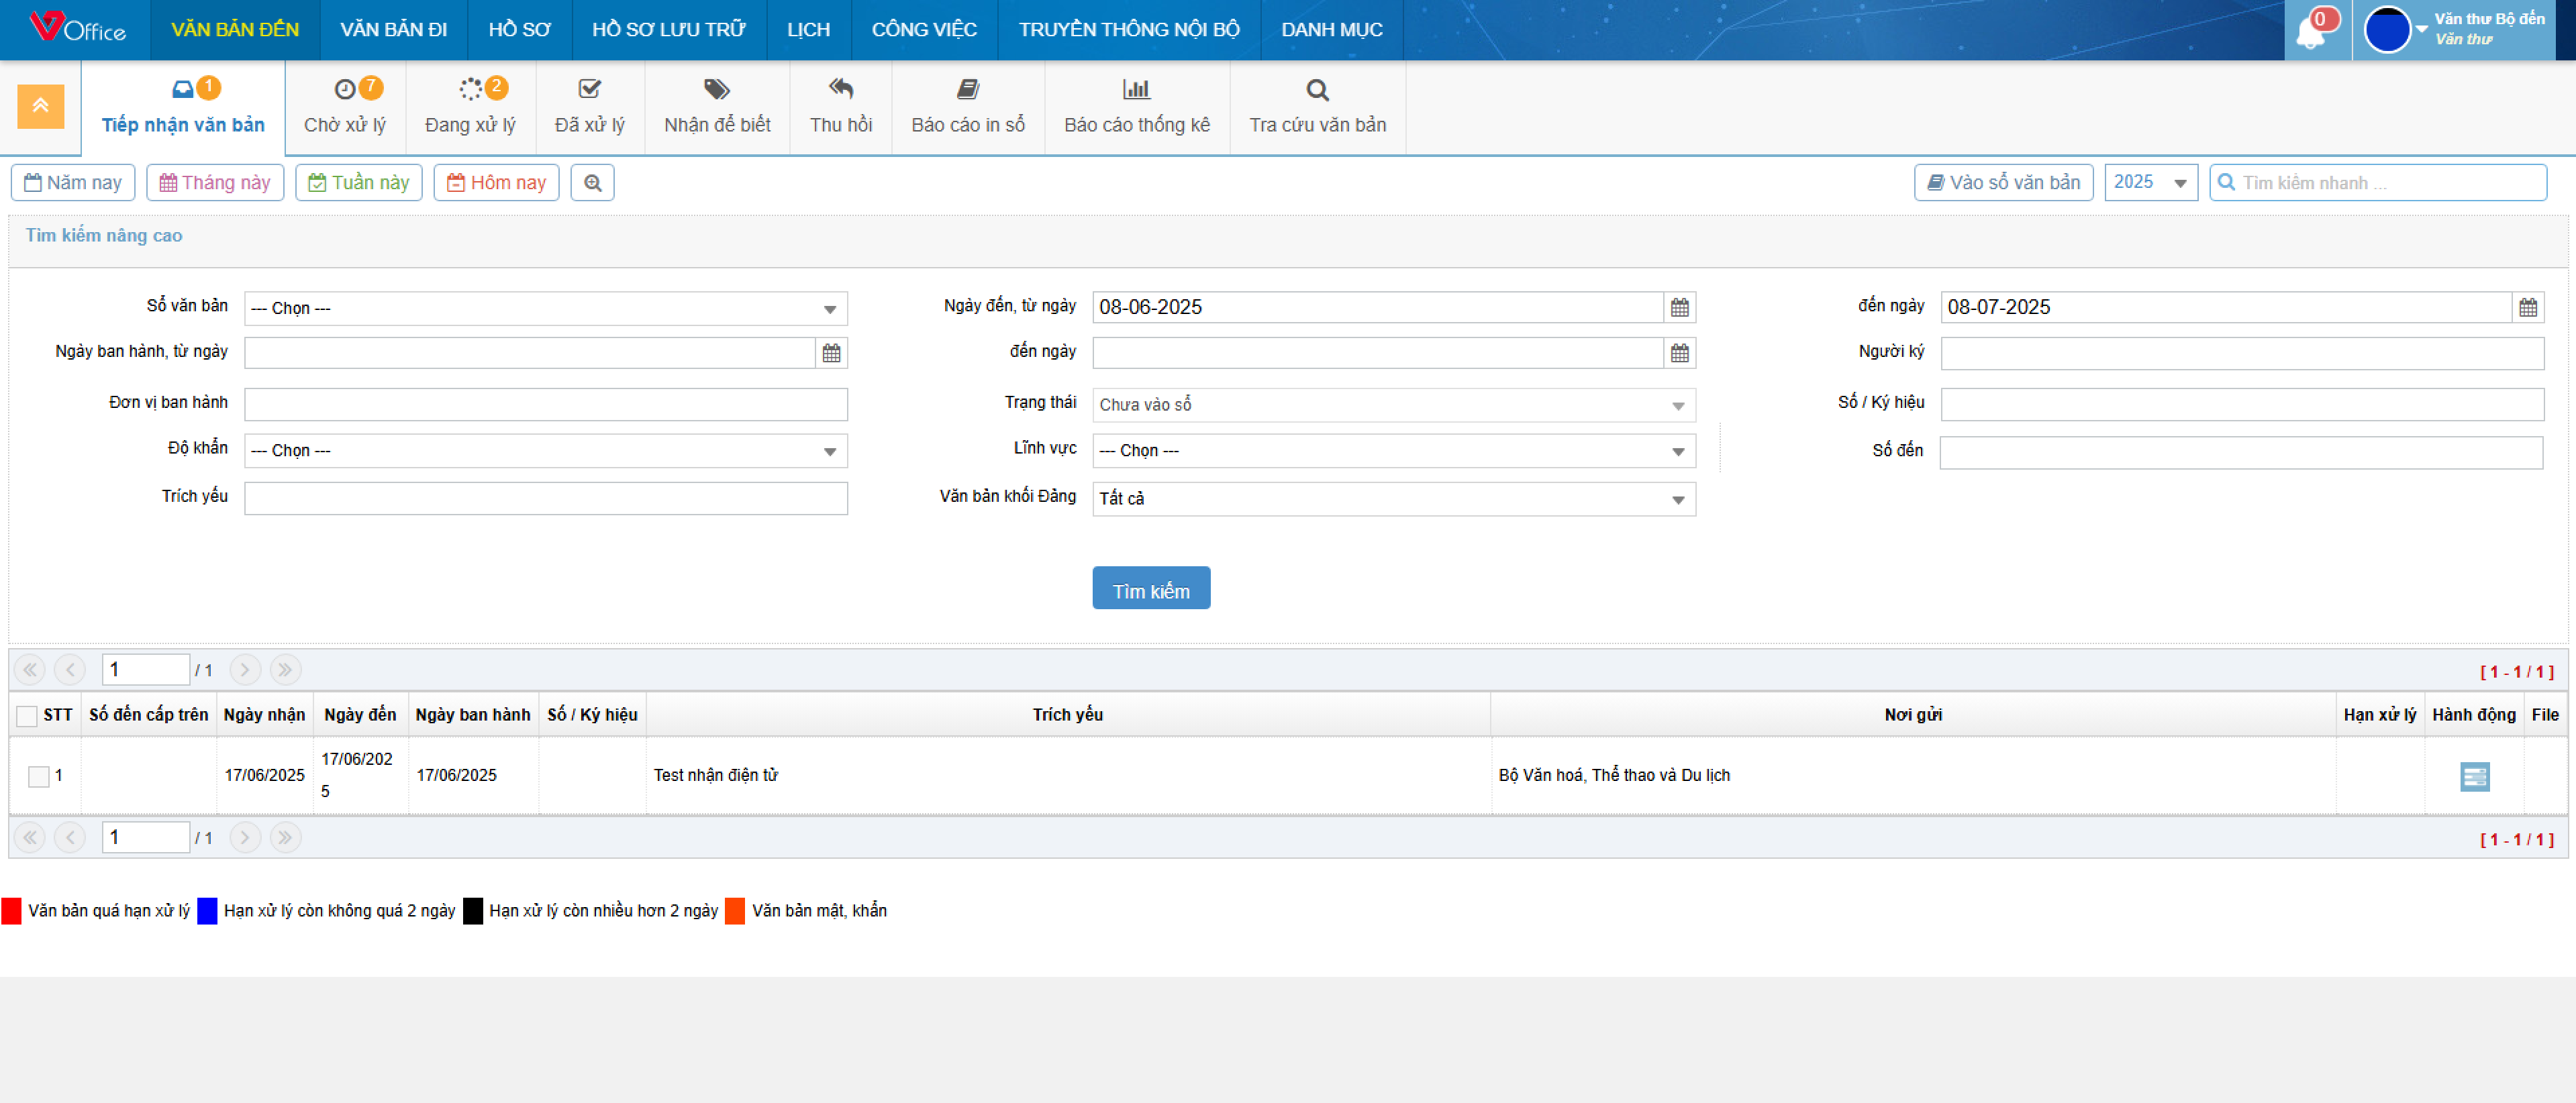 VOffice
VĂN BẢN ĐẾN
VĂN BẢN ĐI
HỒ SƠ
HỒ SƠ LƯU TRỮ
LỊCH
CÔNG VIỆC
TRUYỀN THÔNG NỘI BỘ
DANH MỤC
0
Văn thư Bộ đến
Văn thư
1
Tiếp nhận văn bản
7
Chờ xử lý
2
Đang xử lý
Đã xử lý
Nhận để biết
Thu hồi
Báo cáo in sổ
Báo cáo thống kê
Tra cứu văn bản
Năm nay
Tháng này
Tuần này
Hôm nay
Vào sổ văn bản
2025
Tìm kiếm nhanh ...
Tìm kiếm nâng cao
Sổ văn bản
--- Chọn ---
Ngày đến, từ ngày
08-06-2025
đến ngày
08-07-2025
Ngày ban hành, từ ngày
đến ngày
Người ký
Đơn vị ban hành
Trạng thái
Chưa vào sổ
Số / Ký hiệu
Độ khẩn
--- Chọn ---
Lĩnh vực
--- Chọn ---
Số đến
Trích yếu
Văn bản khối Đảng
Tất cả
Tìm kiếm
1 / 1
[ 1 - 1 / 1 ]
STT Số đến cấp trên Ngày nhận Ngày đến Ngày ban hành Số / Ký hiệu Trích yếu Nơi gửi Hạn xử lý Hành động File
1 17/06/2025 17/06/202
5 17/06/2025 Test nhận điện tử Bộ Văn hoá, Thể thao và Du lịch
1 / 1
[ 1 - 1 / 1 ]
Văn bản quá hạn xử lý Hạn xử lý còn không quá 2 ngày Hạn xử lý còn nhiều hơn 2 ngày Văn bản mật, khẩn